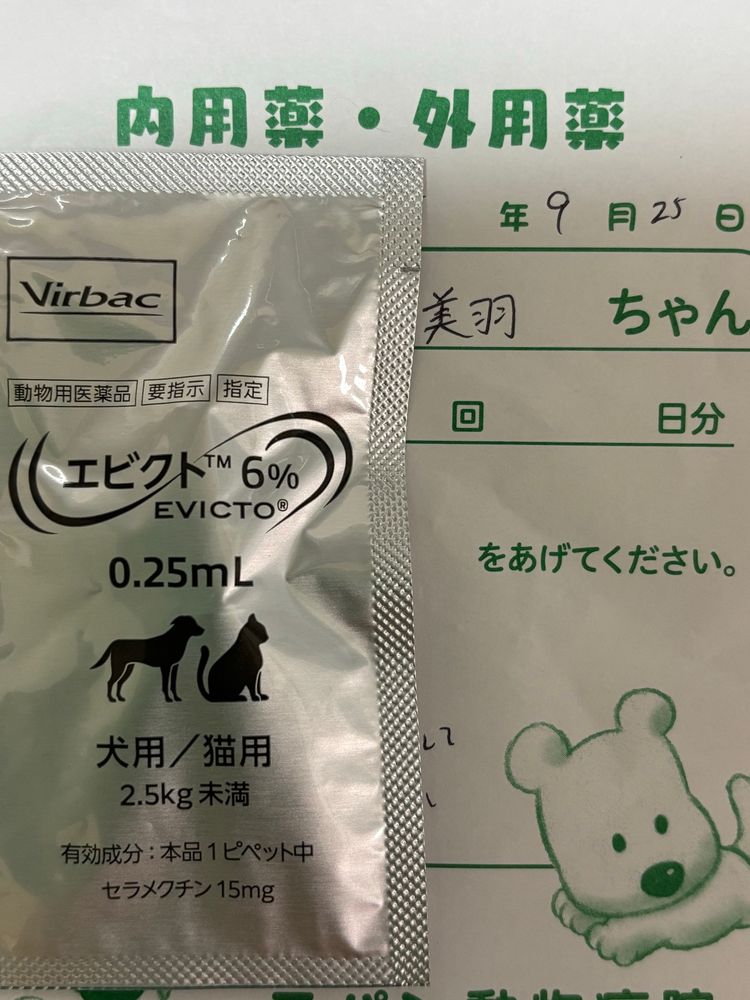 内用薬・外用薬
年 9 月 25 日
美羽 ちゃん
回 日分
をあげてください。
Virbac
動物用医薬品 要指示 指定
エビクト™ 6%
EVICTO®
0.25mL
犬用/猫用
2.5kg 未満
有効成分：本品1ピペット中
セラメクチン 15mg
動物病院